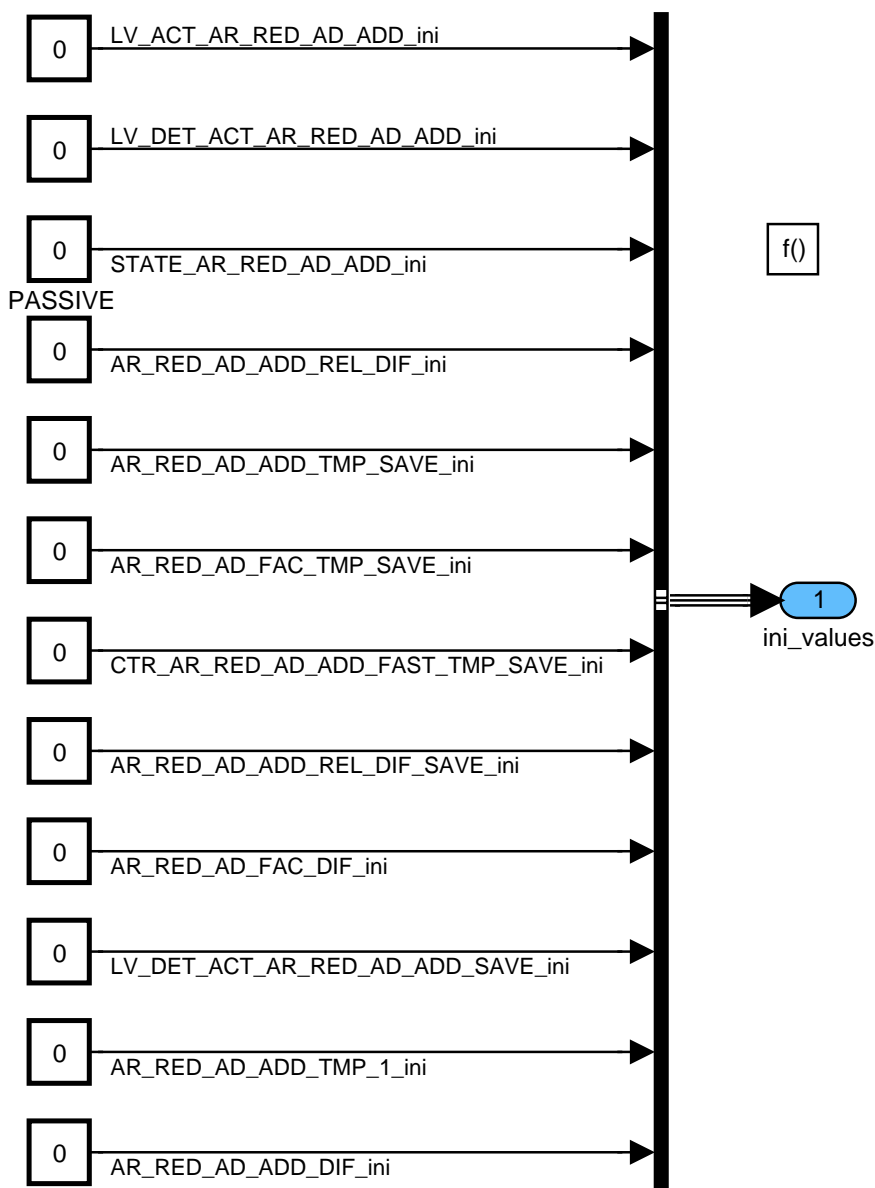 0
LV_ACT_AR_RED_AD_ADD_ini
0
LV_DET_ACT_AR_RED_AD_ADD_ini
0
STATE_AR_RED_AD_ADD_ini
f()
PASSIVE
0
AR_RED_AD_ADD_REL_DIF_ini
0
AR_RED_AD_ADD_TMP_SAVE_ini
0
AR_RED_AD_FAC_TMP_SAVE_ini
1
ini_values
0
CTR_AR_RED_AD_ADD_FAST_TMP_SAVE_ini
0
AR_RED_AD_ADD_REL_DIF_SAVE_ini
0
AR_RED_AD_FAC_DIF_ini
0
LV_DET_ACT_AR_RED_AD_ADD_SAVE_ini
0
AR_RED_AD_ADD_TMP_1_ini
0
AR_RED_AD_ADD_DIF_ini